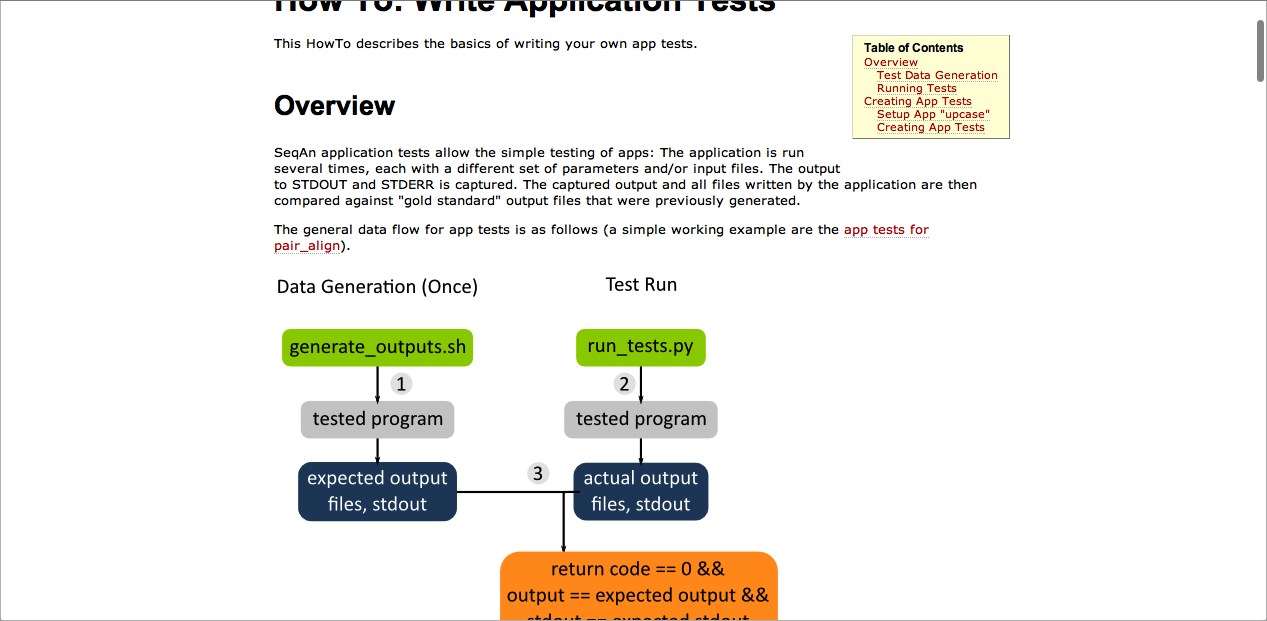 How To: Write Application Tests
This HowTo describes the basics of writing your own app tests.
Table of Contents
Overview
Test Data Generation
Running Tests
Creating App Tests
Setup App "upcase"
Creating App Tests
Overview
SeqAn application tests allow the simple testing of apps: The application is run
several times, each with a different set of parameters and/or input files. The output
to STDOUT and STDERR is captured. The captured output and all files written by the application are then
compared against "gold standard" output files that were previously generated.
The general data flow for app tests is as follows (a simple working example are the app tests for
pair_align).
Data Generation (Once)
Test Run
generate_outputs.sh
run_tests.py
1
2
tested program
tested program
3
expected output
files, stdout
actual output
files, stdout
return code == 0 &&
output == expected output &&
stdout == expected stdout